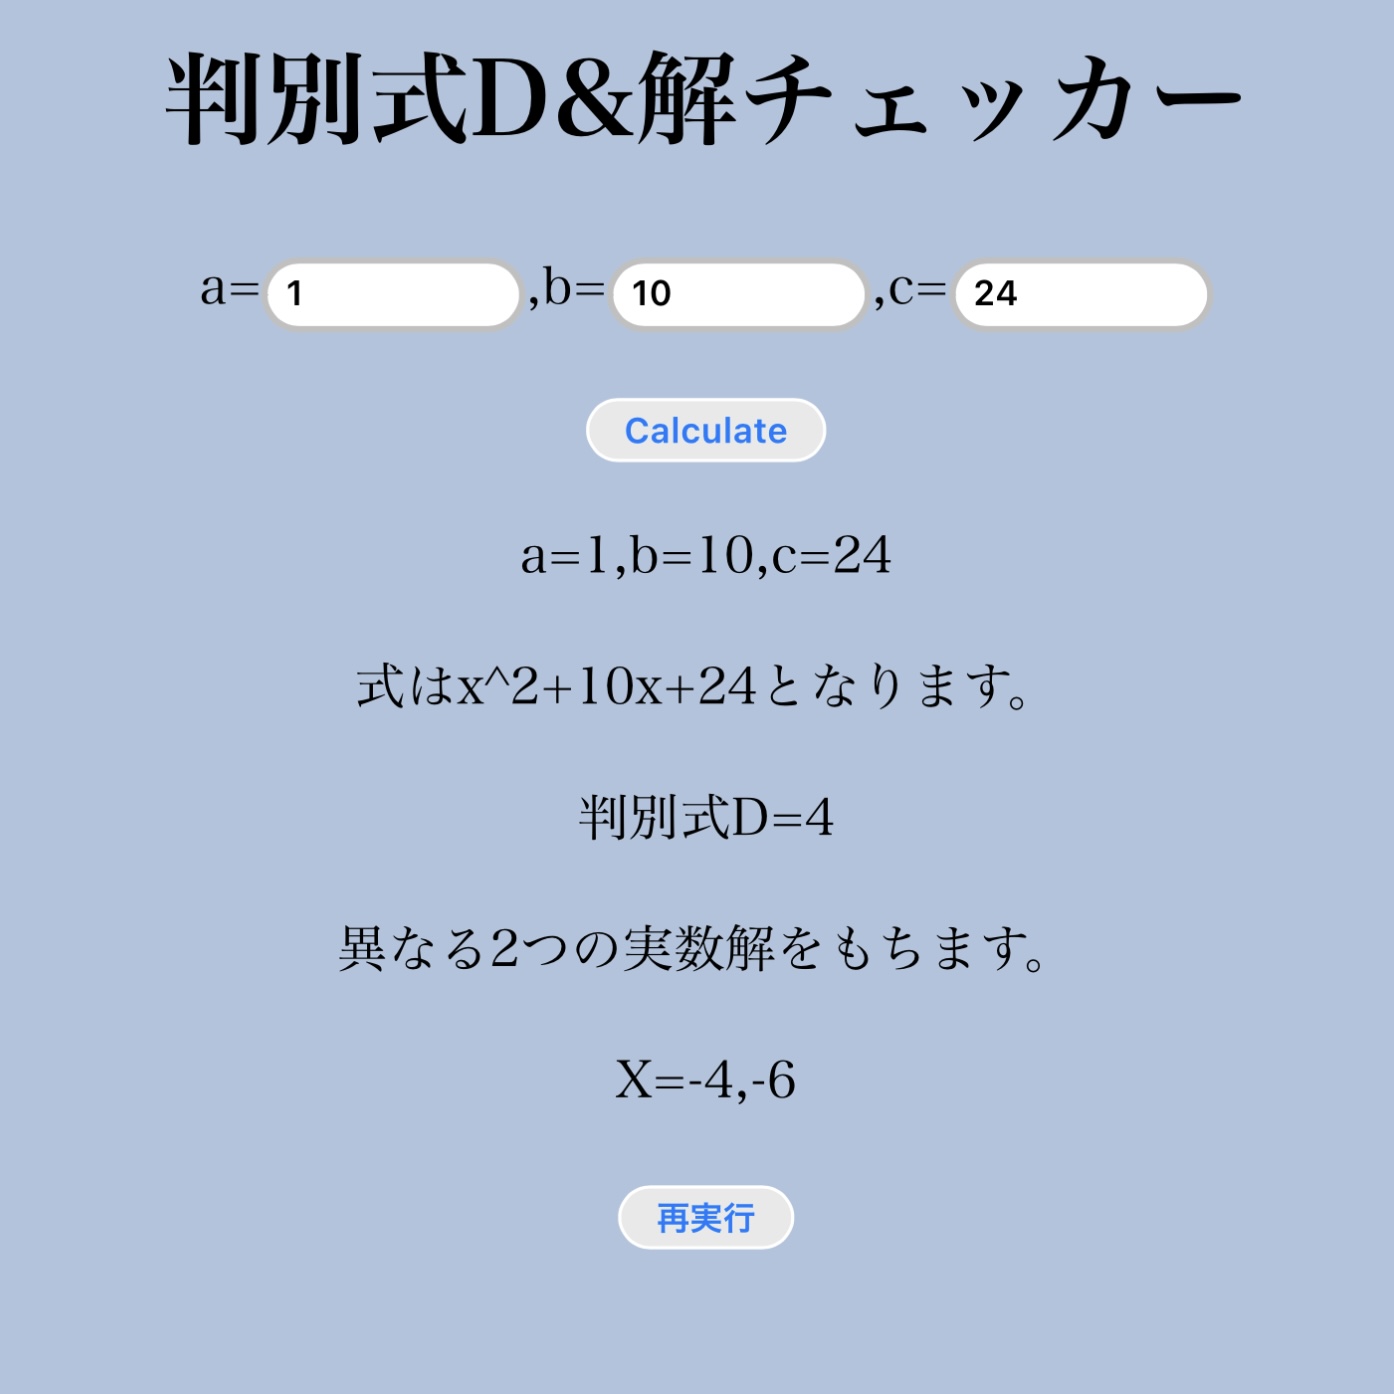 判別式D&解チェッカー
a=1,b=10,c=24
Calculate
a=1,b=10,c=24
式はx^2+10x+24となります。
判別式D=4
異なる2つの実数解をもちます。
X=-4,-6
再実行